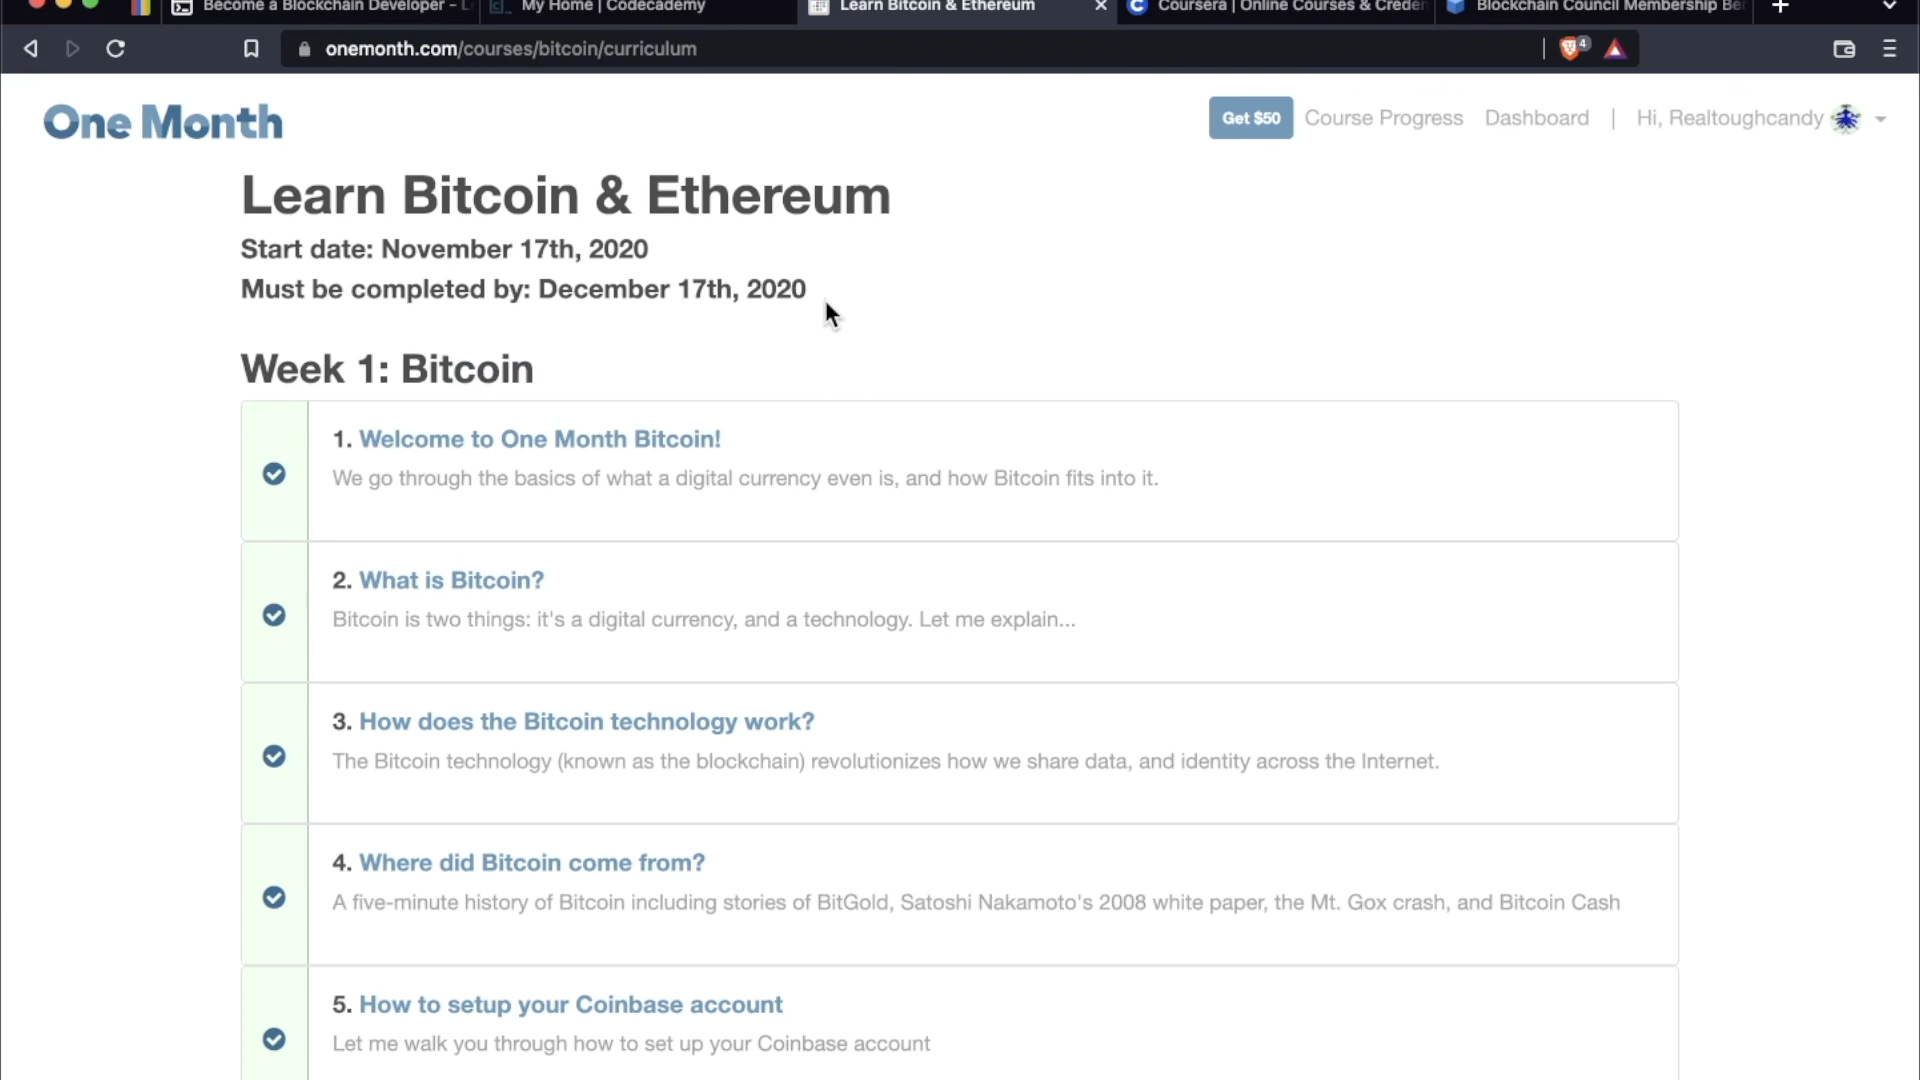 Become a Blockchain Developer - L
My Home | Codecademy
Learn Bitcoin & Ethereum
Coursera | Online Courses & Creden
Blockchain Council Membership Ben
onemonth.com/courses/bitcoin/curriculum
4
One Month
Get $50
Course Progress
Dashboard
|
Hi, Realtoughcandy
Learn Bitcoin & Ethereum
Start date: November 17th, 2020
Must be completed by: December 17th, 2020
Week 1: Bitcoin
1. Welcome to One Month Bitcoin!
We go through the basics of what a digital currency even is, and how Bitcoin fits into it.
2. What is Bitcoin?
Bitcoin is two things: it's a digital currency, and a technology. Let me explain...
3. How does the Bitcoin technology work?
The Bitcoin technology (known as the blockchain) revolutionizes how we share data, and identity across the Internet.
4. Where did Bitcoin come from?
A five-minute history of Bitcoin including stories of BitGold, Satoshi Nakamoto's 2008 white paper, the Mt. Gox crash, and Bitcoin Cash
5. How to setup your Coinbase account
Let me walk you through how to set up your Coinbase account